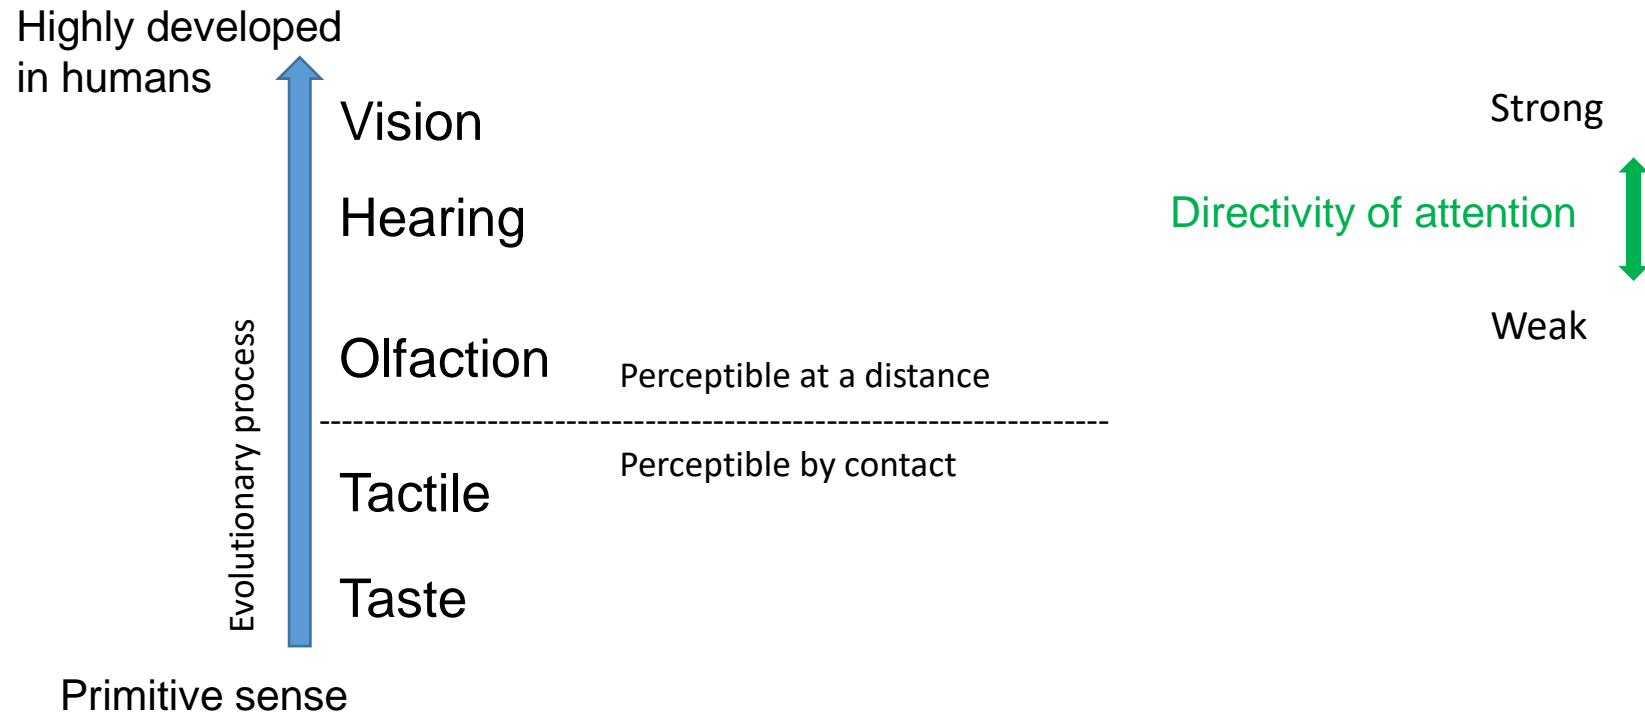 Highly developed
in humans
Vision
Strong
Hearing
Directivity of attention
Weak
Evolutionary process
Olfaction
Perceptible at a distance
-----------------------------------------------------------------------
Perceptible by contact
Tactile
Taste
Primitive sense